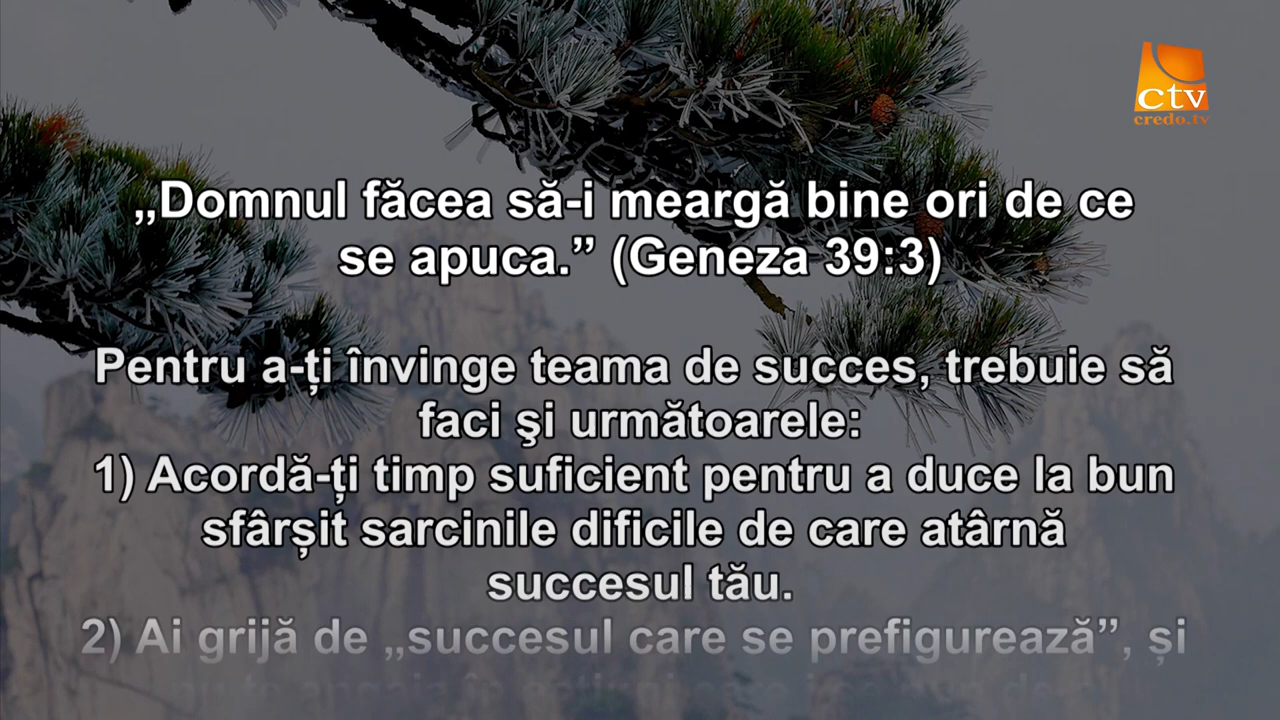 ctv
credo.tv
„Domnul făcea să-i meargă bine ori de ce
se apuca.” (Geneza 39:3)
Pentru a-ți învinge teama de succes, trebuie să
faci şi următoarele:
1) Acordă-ți timp suficient pentru a duce la bun
sfârșit sarcinile dificile de care atârnă
succesul tău.
2) Ai grijă de „succesul care se prefigurează”, și